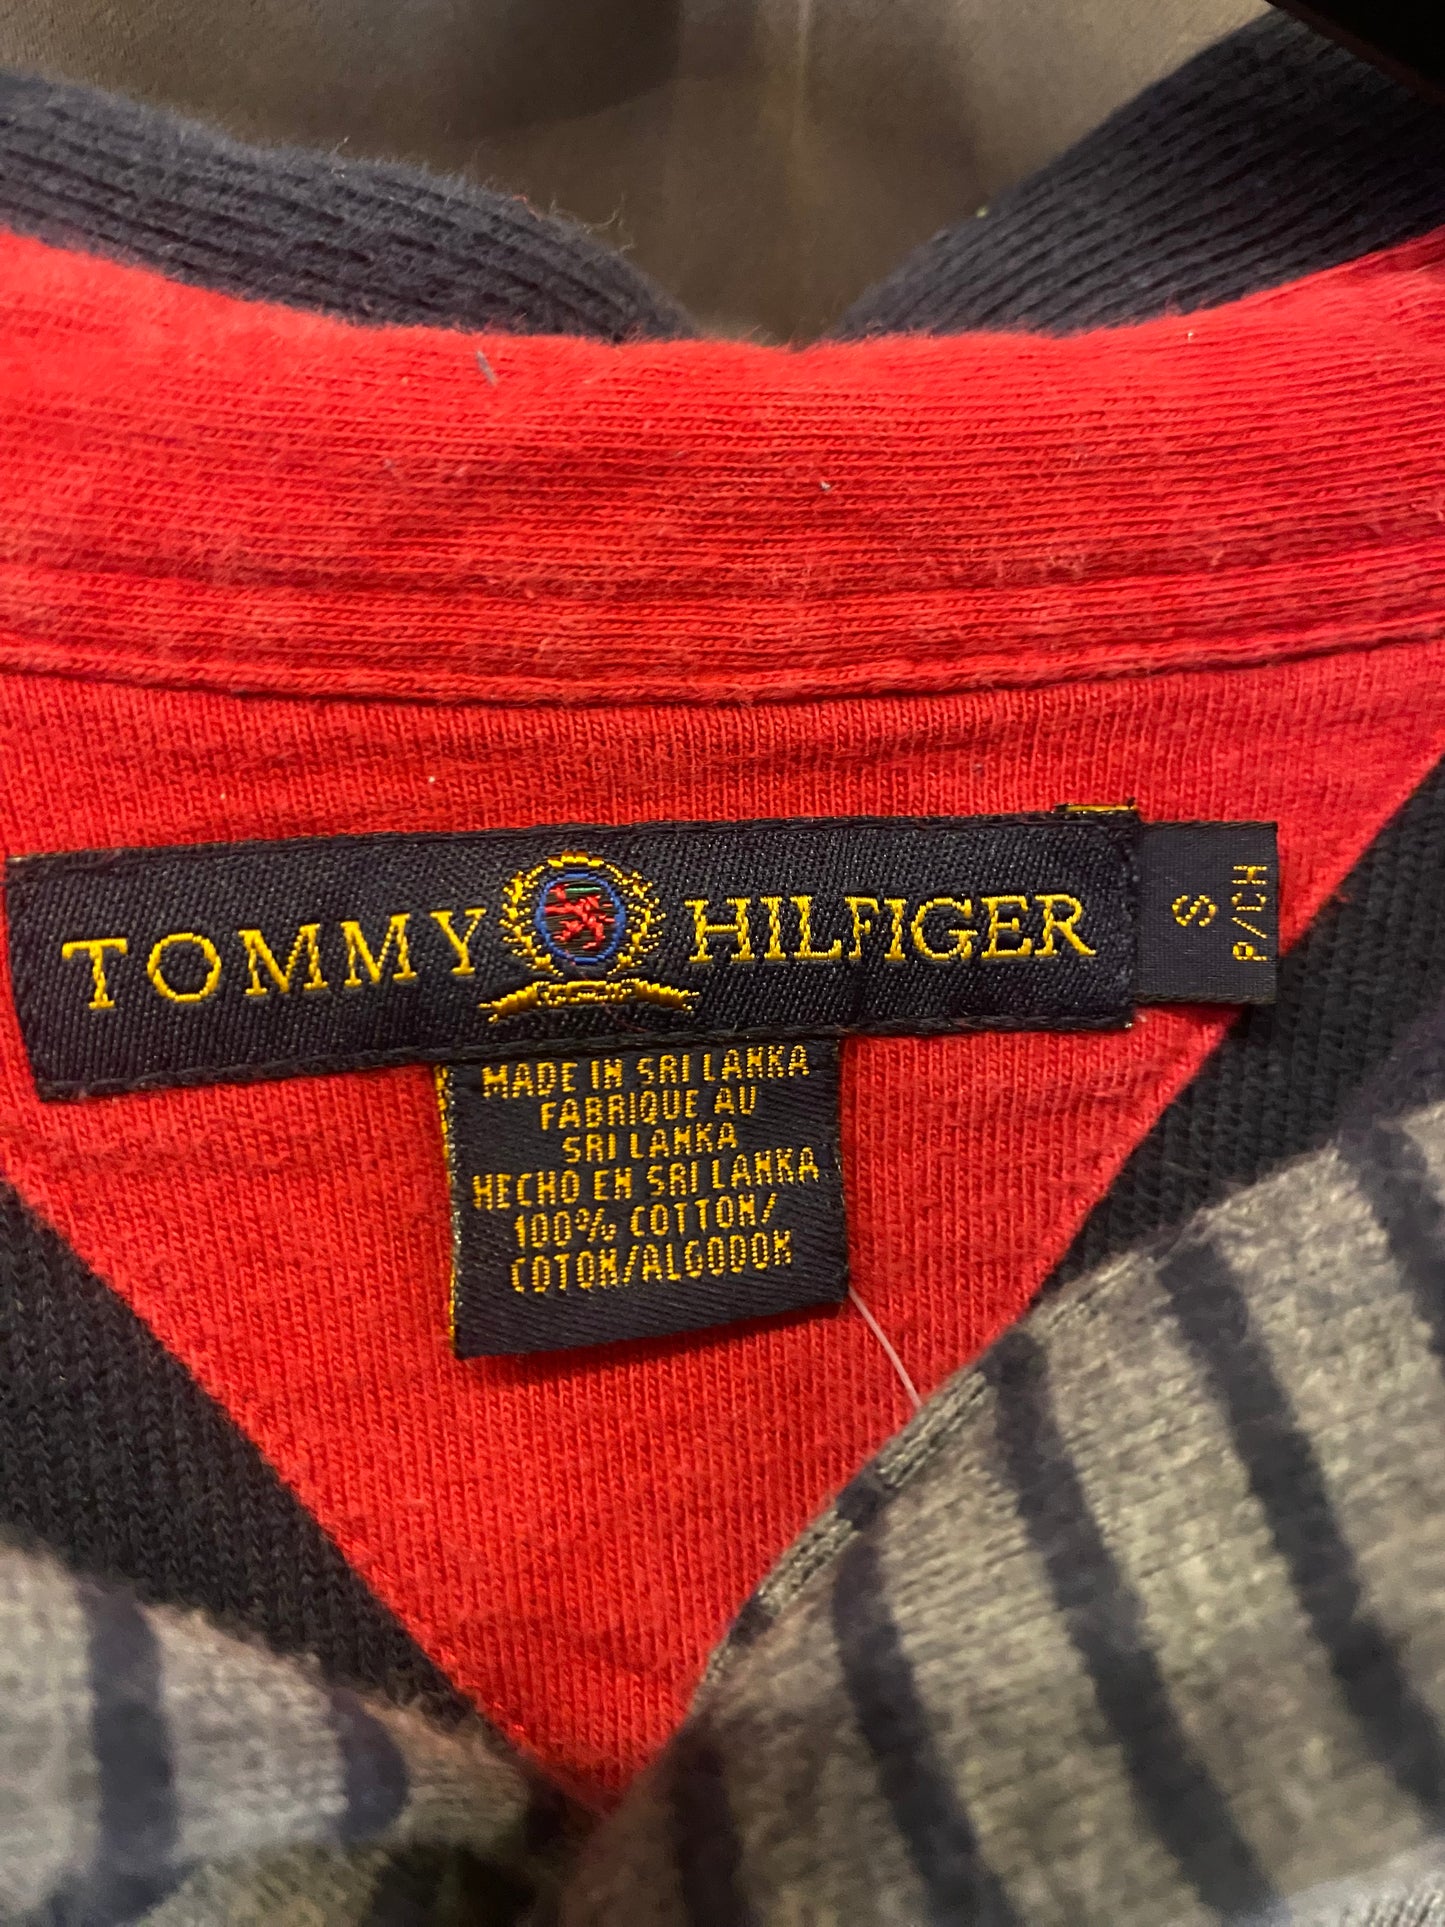 TOMMY HILFIGER
S
P/CH
MADE IN SRI LANKA
FABRIQUE AU
SRI LANKA
HECHO EN SRI LANKA
100% COTTON/
COTON/ALGODON